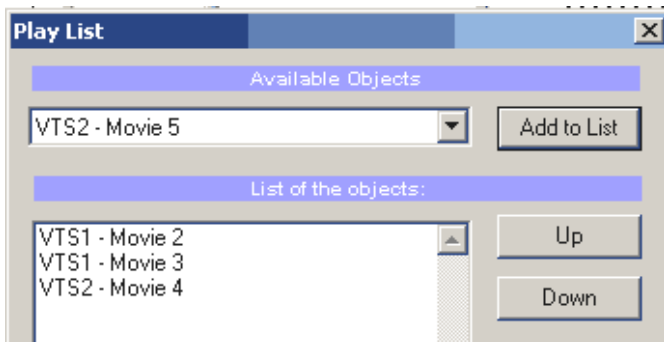 Play List
Available Objects
VTS2 - Movie 5
Add to List
List of the objects:
VTS1 - Movie 2
VTS1 - Movie 3
VTS2 - Movie 4
Up
Down